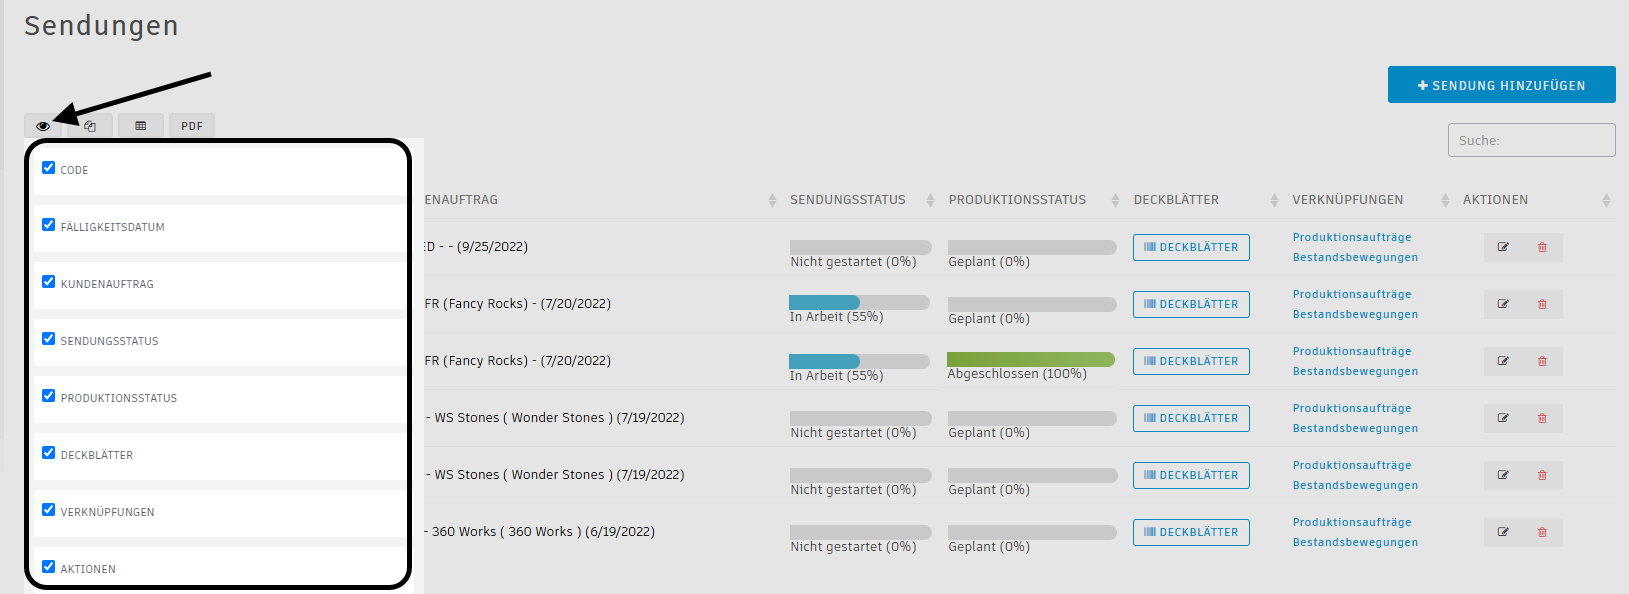 Sendungen
SENDUNG HINZUFÜGEN
PDF
Suche:
CODE
FÄLLIGKEITSDATUM
KUNDENAUFTRAG
SENDUNGSSTATUS
PRODUKTIONSSTATUS
DECKBLÄTTER
VERKNÜPFUNGEN
AKTIONEN
ENAUFTRAG SENDUNGSSTATUS PRODUKTIONSSTATUS DECKBLÄTTER VERKNÜPFUNGEN AKTIONEN
ED - - (9/25/2022) Nicht gestartet (0%) Geplant (0%) DECKBLÄTTER Produktionsaufträge
Bestandsbewegungen
FR (Fancy Rocks) - (7/20/2022) In Arbeit (55%) Geplant (0%) DECKBLÄTTER Produktionsaufträge
Bestandsbewegungen
FR (Fancy Rocks) - (7/20/2022) In Arbeit (55%) Abgeschlossen (100%) DECKBLÄTTER Produktionsaufträge
Bestandsbewegungen
- WS Stones ( Wonder Stones ) (7/19/2022) Nicht gestartet (0%) Geplant (0%) DECKBLÄTTER Produktionsaufträge
Bestandsbewegungen
- WS Stones ( Wonder Stones ) (7/19/2022) Nicht gestartet (0%) Geplant (0%) DECKBLÄTTER Produktionsaufträge
Bestandsbewegungen
- 360 Works ( 360 Works ) (6/19/2022) Nicht gestartet (0%) Geplant (0%) DECKBLÄTTER Produktionsaufträge
Bestandsbewegungen